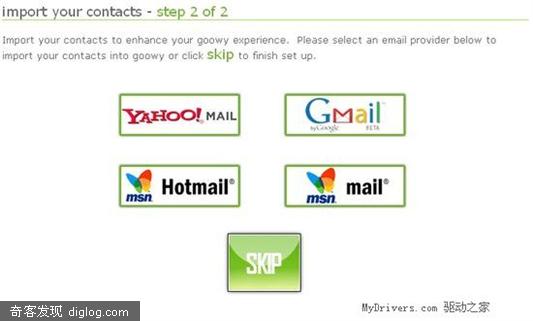 import your contacts - step 2 of 2
Import your contacts to enhance your goowy experience. Please select an email provider below to
import your contacts into goowy or click skip to finish set up.
YAHOO! MAIL
GMail
by Google BETA
msn Hotmail®
msn mail®
SKIP
奇客发现 diglog.com
MyDrivers.com 驱动之家